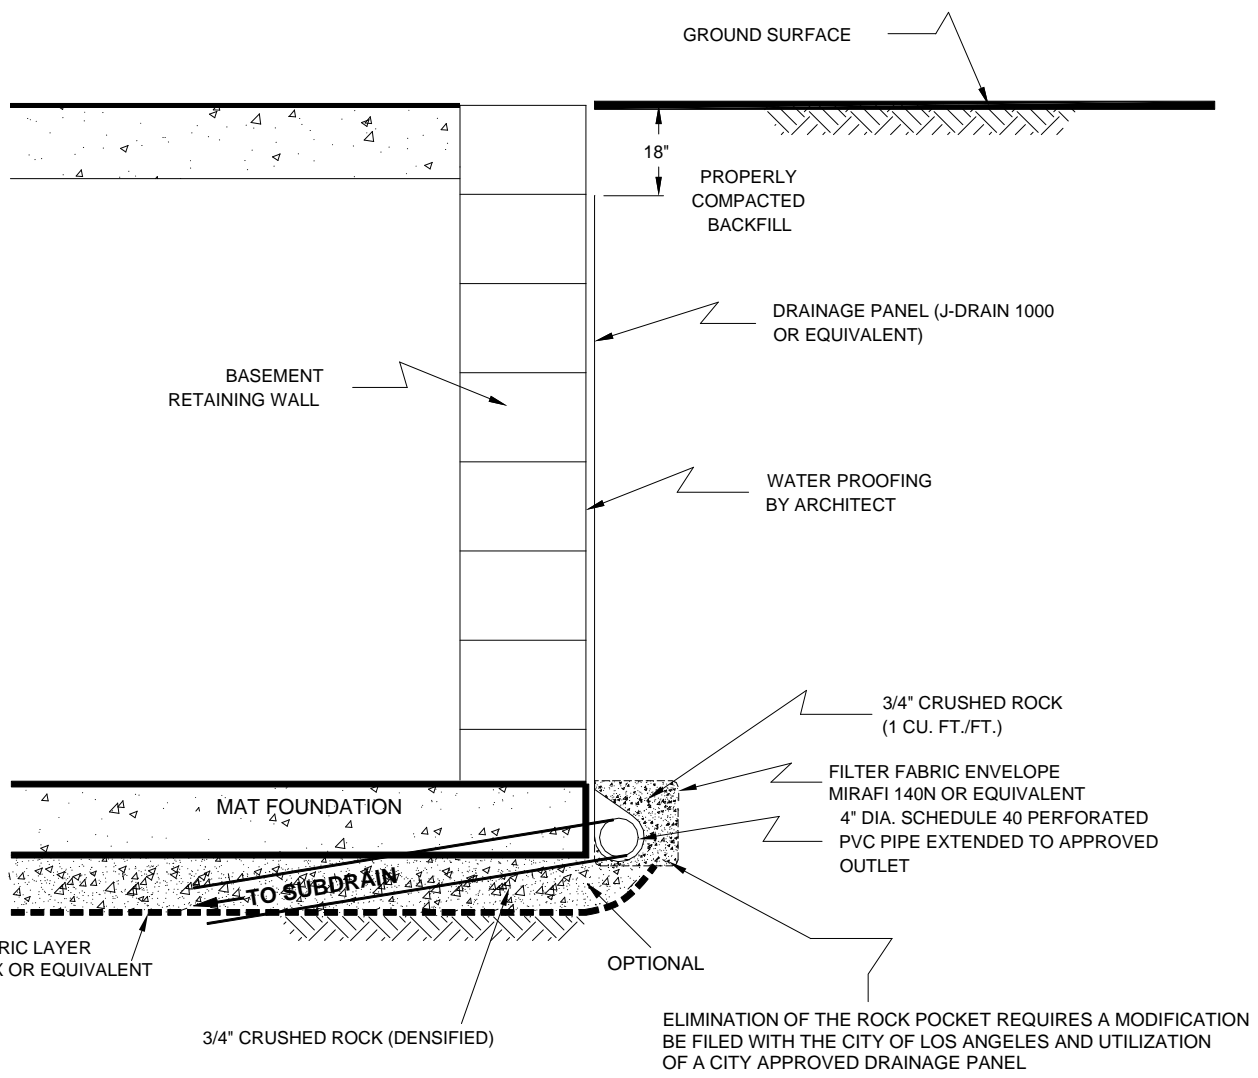 GROUND SURFACE
18"
PROPERLY
COMPACTED
BACKFILL
DRAINAGE PANEL (J-DRAIN 1000
OR EQUIVALENT)
BASEMENT
RETAINING WALL
WATER PROOFING
BY ARCHITECT
3/4" CRUSHED ROCK
(1 CU. FT./FT.)
FILTER FABRIC ENVELOPE
MIRAFI 140N OR EQUIVALENT
4" DIA. SCHEDULE 40 PERFORATED
PVC PIPE EXTENDED TO APPROVED
OUTLET
MAT FOUNDATION
TO SUBDRAIN
RIC LAYER
OR EQUIVALENT
OPTIONAL
3/4" CRUSHED ROCK (DENSIFIED)
ELIMINATION OF THE ROCK POCKET REQUIRES A MODIFICATION
BE FILED WITH THE CITY OF LOS ANGELES AND UTILIZATION
OF A CITY APPROVED DRAINAGE PANEL